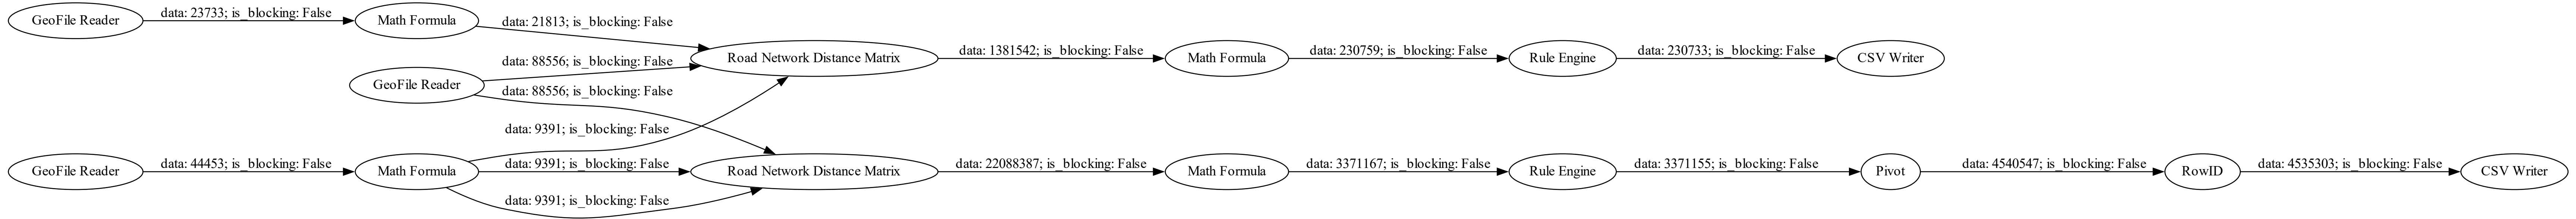 GeoFile Reader
data: 23733; is_blocking: False
Math Formula
data: 21813; is_blocking: False
GeoFile Reader
data: 88556; is_blocking: False
data: 88556; is_blocking: False
Road Network Distance Matrix
data: 1381542; is_blocking: False
Math Formula
data: 230759; is_blocking: False
Rule Engine
data: 230733; is_blocking: False
CSV Writer
GeoFile Reader
data: 44453; is_blocking: False
Math Formula
data: 9391; is_blocking: False
data: 9391; is_blocking: False
data: 9391; is_blocking: False
Road Network Distance Matrix
data: 22088387; is_blocking: False
Math Formula
data: 3371167; is_blocking: False
Rule Engine
data: 3371155; is_blocking: False
Pivot
data: 4540547; is_blocking: False
RowID
data: 4535303; is_blocking: False
CSV Writer